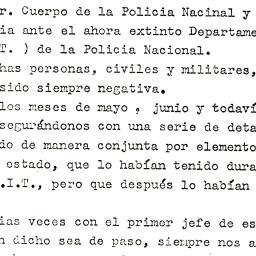 r. Cuerpo de la Policia Nacinal y
ia ante el ahora extinto Departame
T. ) de la Policia Nacional.
has personas, civiles y militares,
sido siempre negativa.
los meses de mayo , junio y todaví
segurándonos con una serie de deta
do de manera conjunta por elemento
estado, que lo habían tenido dura
.I.T., pero que después lo habían
ias veces con el primer jefe de es
n dicho sea de paso, siempre nos a